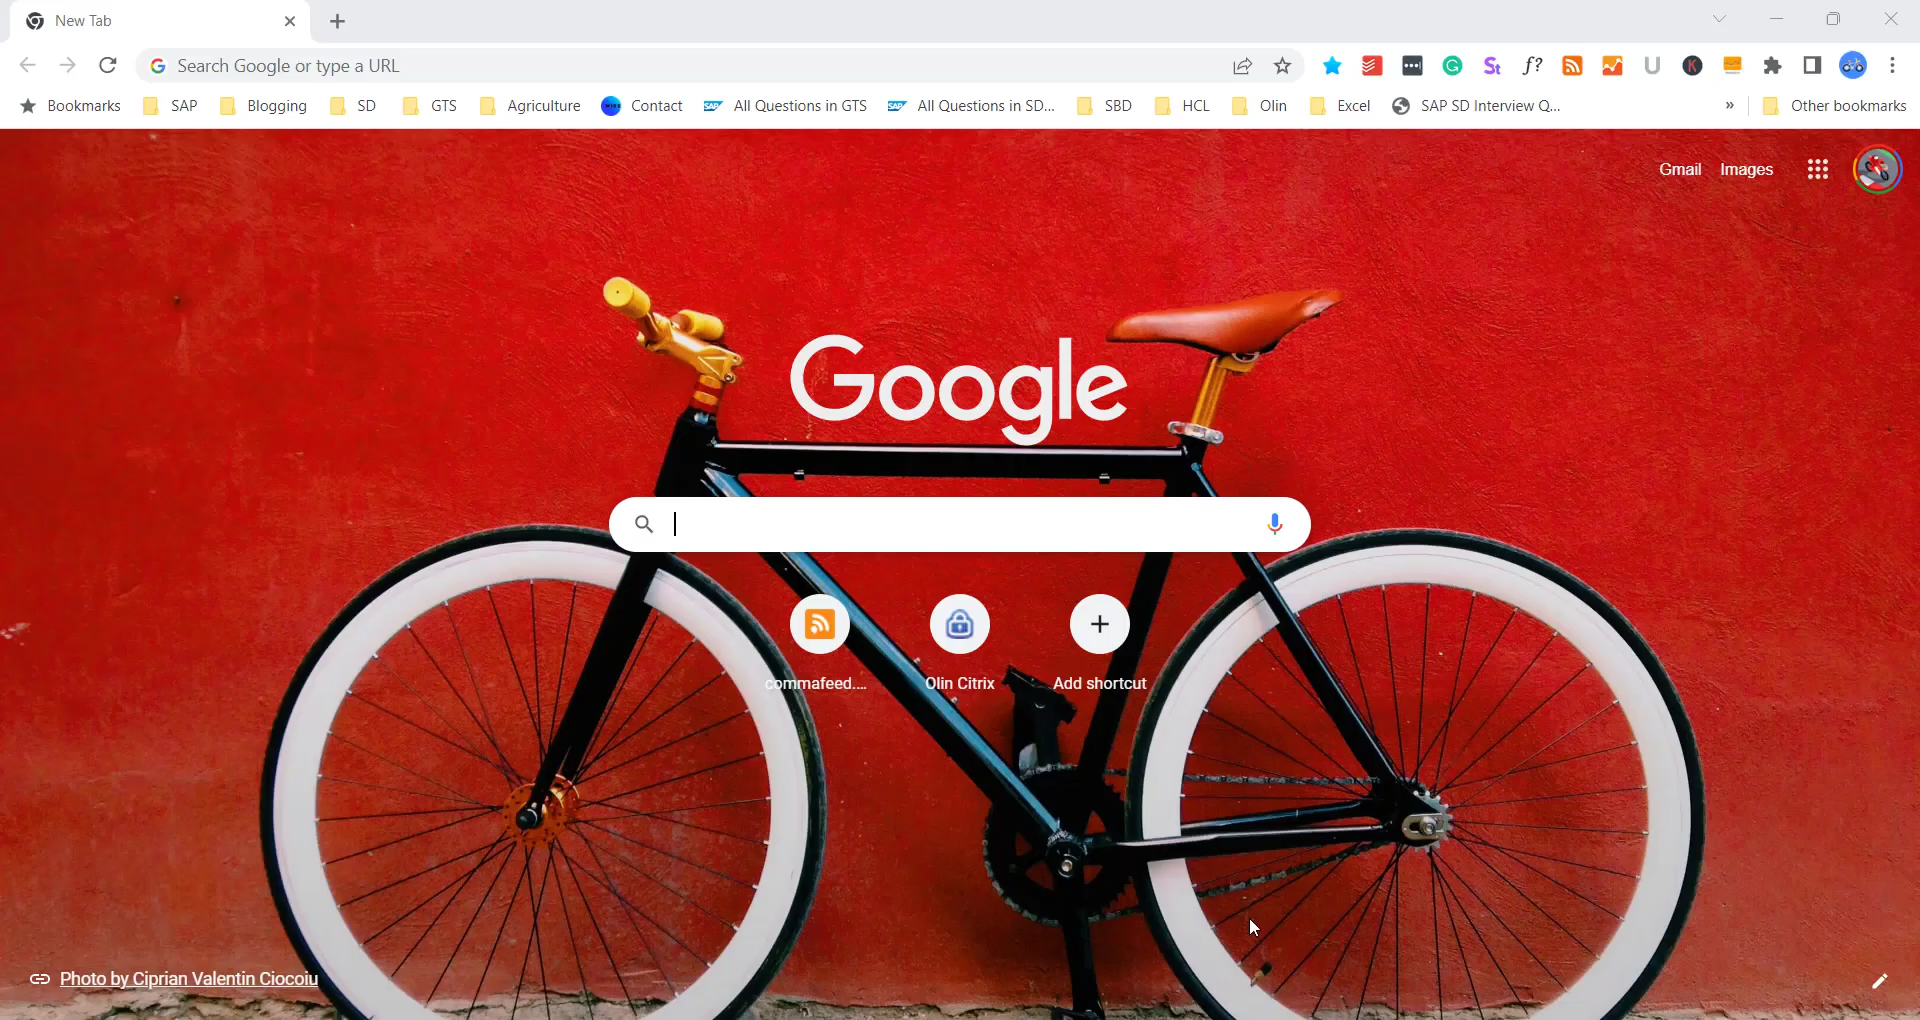 New Tab
Search Google or type a URL
Bookmarks SAP Blogging SD GTS Agriculture Contact All Questions in GTS All Questions in SD... SBD HCL Olin Excel SAP SD Interview Q... » Other bookmarks
Gmail Images
Google
commafeed.... Olin Citrix Add shortcut
Photo by Ciprian Valentin Ciocoiu